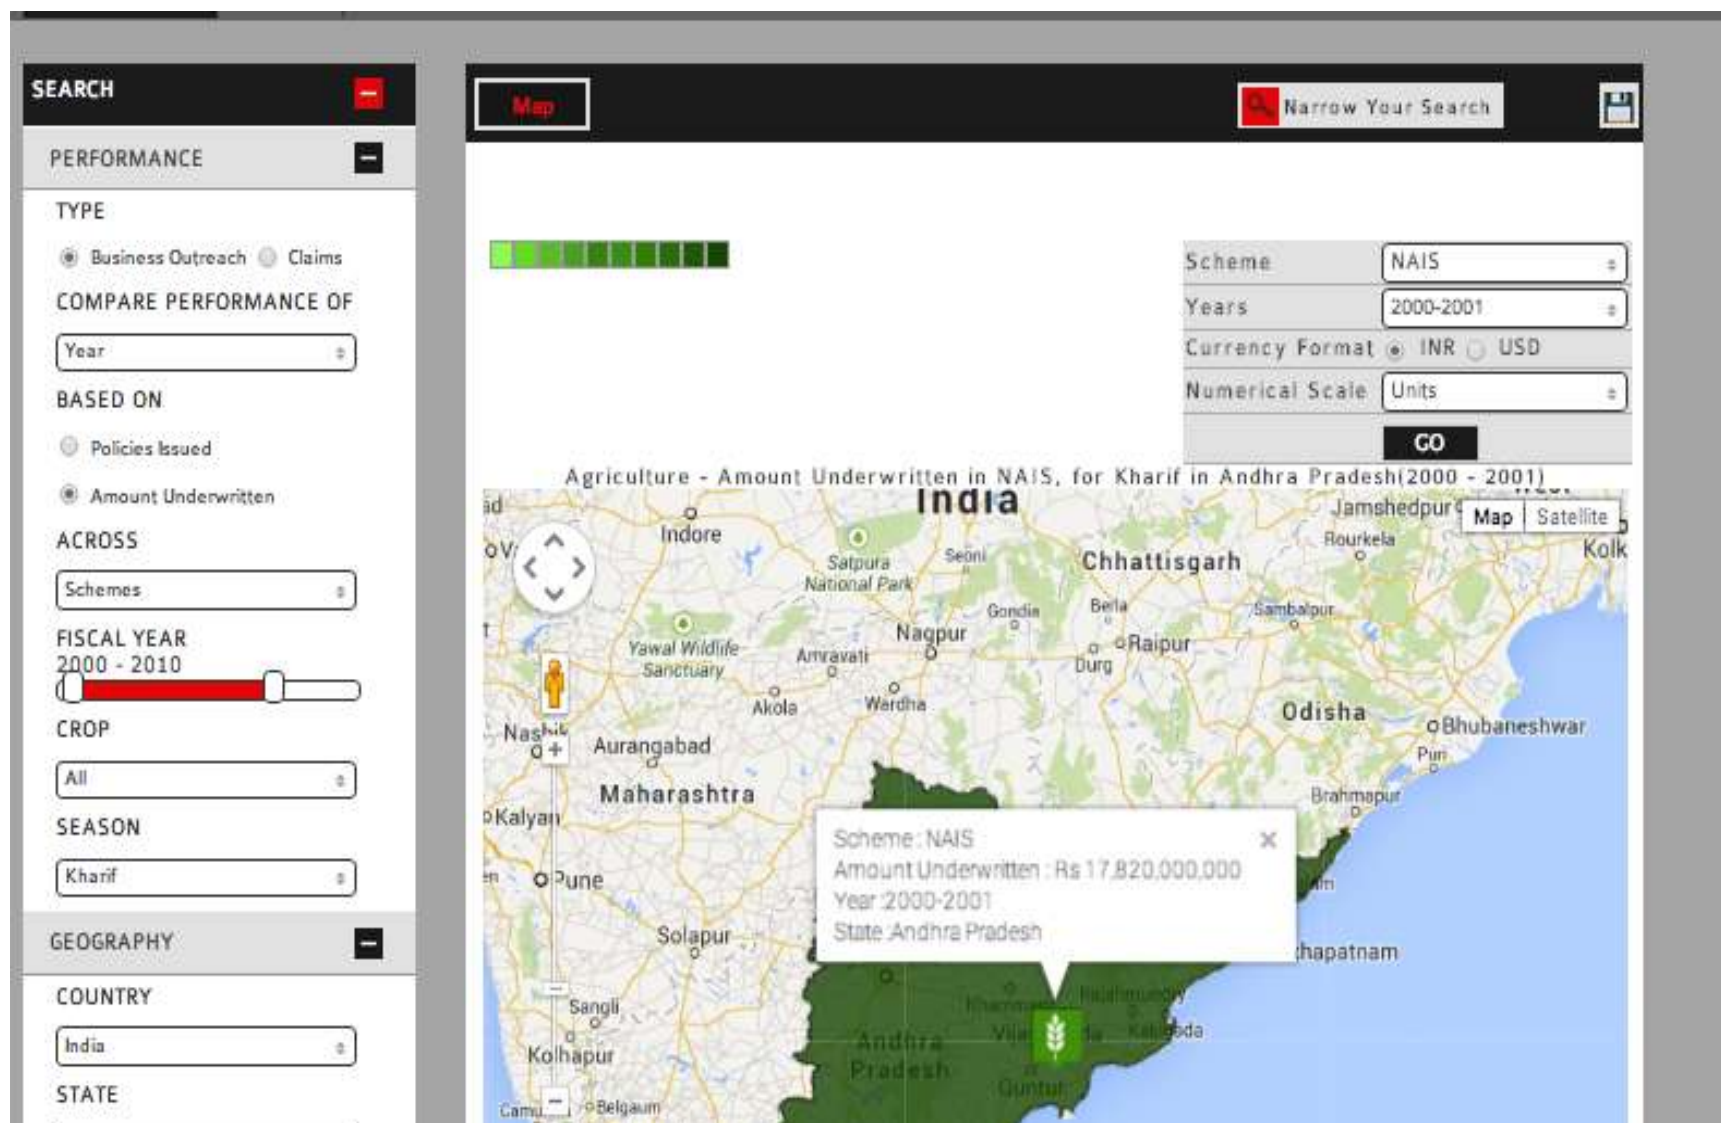 SEARCH
PERFORMANCE
TYPE
Business Outreach Claims
COMPARE PERFORMANCE OF
Year
BASED ON
Policies Issued
Amount Underwritten
ACROSS
Schemes
FISCAL YEAR
2000 - 2010
CROP
All
SEASON
Kharif
GEOGRAPHY
COUNTRY
India
STATE
Map
Narrow Your Search
Scheme NAIS
Years 2000-2001
Currency Format INR USD
Numerical Scale Units
GO
Agriculture - Amount Underwritten in NAIS, for Kharif in Andhra Pradesh(2000 - 2001)
India
Jamshedpur
Map Satellite
Indore
Rourkela
Kolk
Satpura
National Park
Seoni
Chhattisgarh
Gondia
Berla
Sambalpur
Yawal Wildlife
Sanctuary
Amravati
Nagpur
Raipur
Durg
Akola
Wardha
Odisha
Bhubaneshwar
Nashik
Aurangabad
Puri
Maharashtra
Brahmapur
Kalyan
Scheme : NAIS
Amount Underwritten : Rs 17,820,000,000
Year :2000-2001
State :Andhra Pradesh
Pune
Solapur
hapatnam
Sangli
Rajahmundry
Andhra
Pradesh
Kolhapur
Guntur
Belgaum